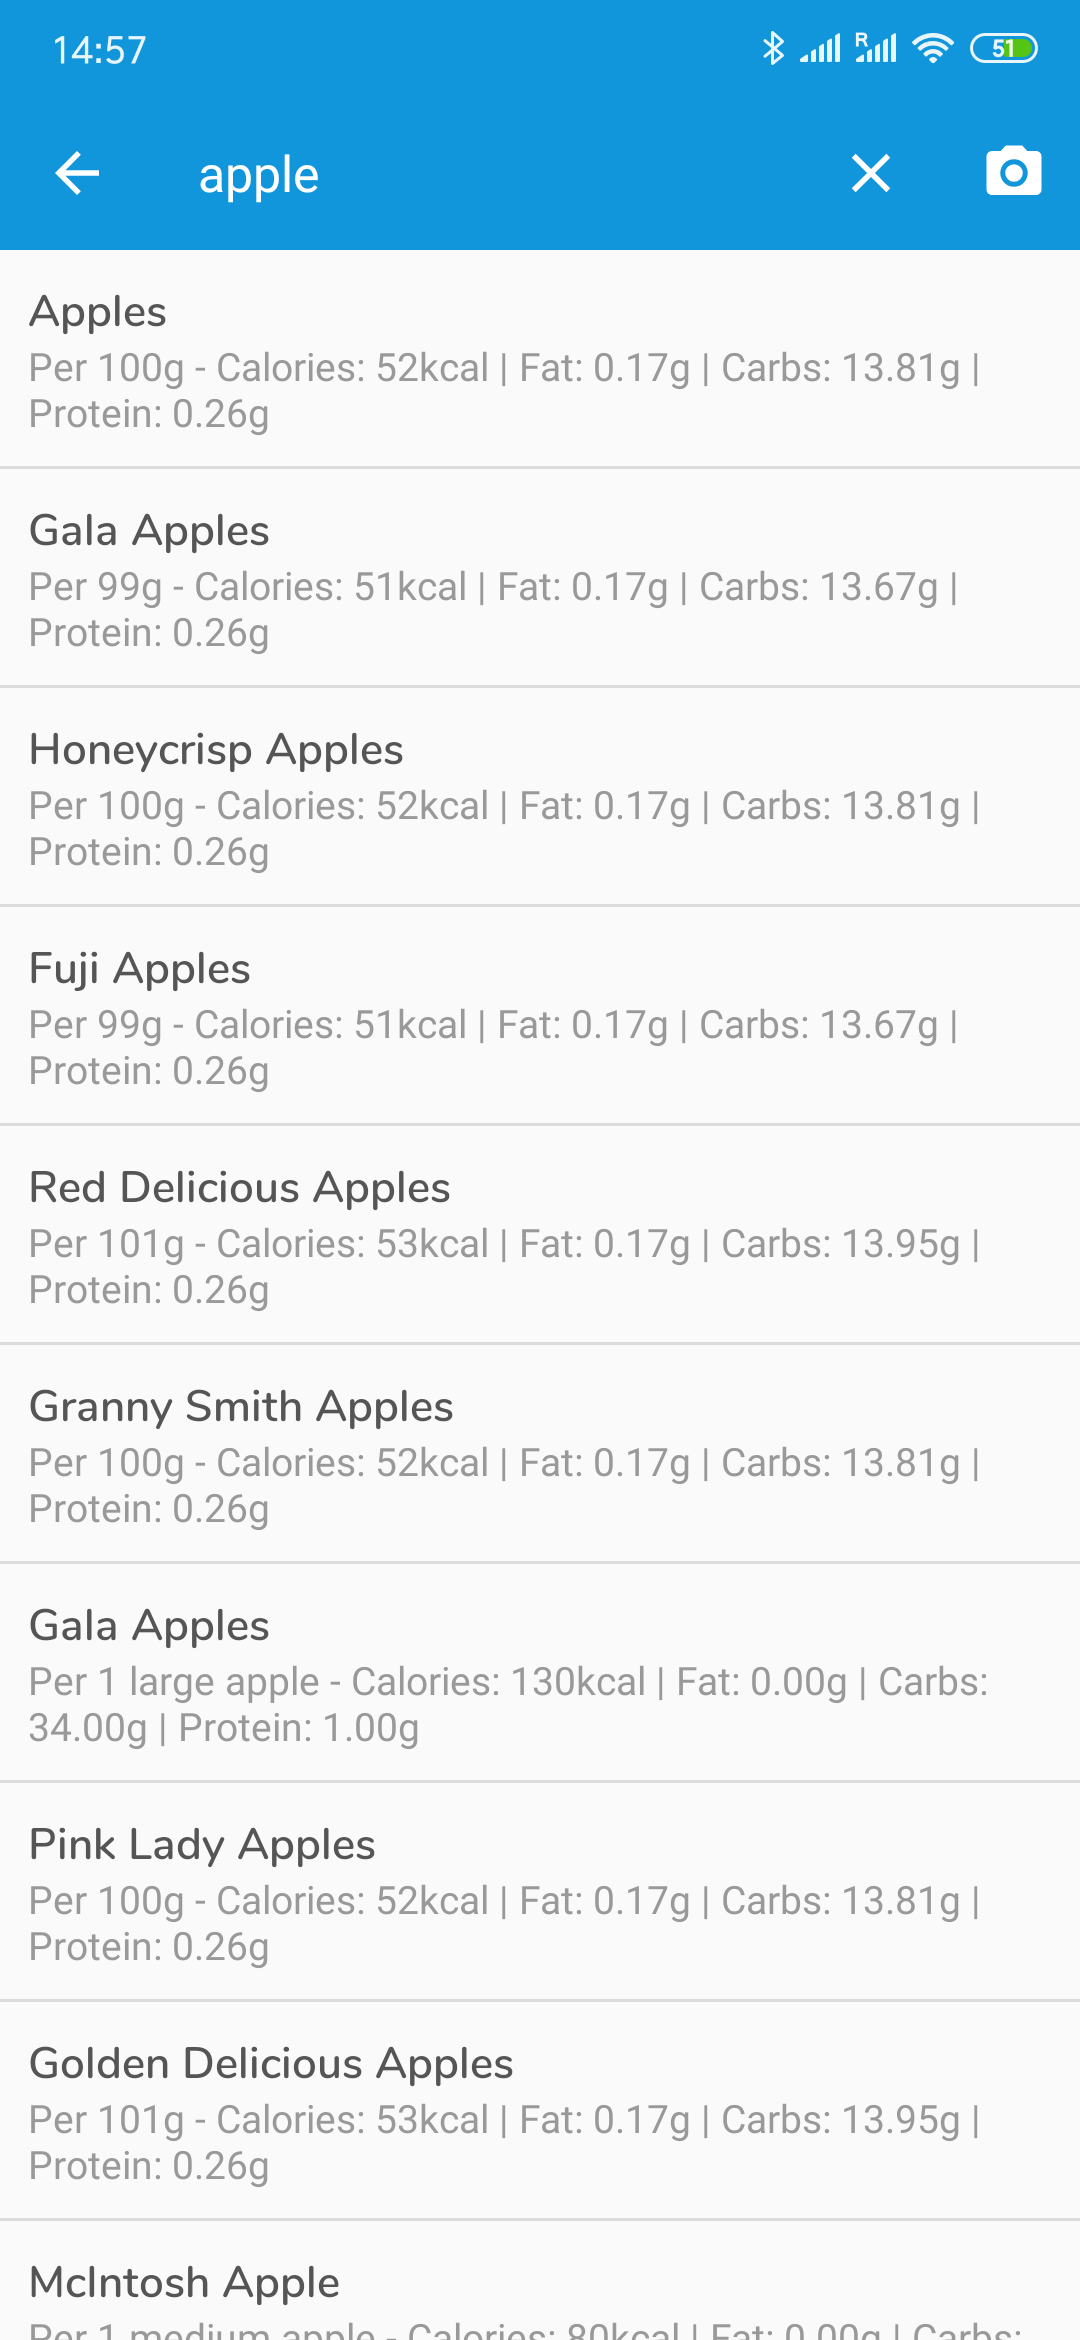 14:57
R
51
apple
Apples
Per 100g - Calories: 52kcal | Fat: 0.17g | Carbs: 13.81g |
Protein: 0.26g
Gala Apples
Per 99g - Calories: 51kcal | Fat: 0.17g | Carbs: 13.67g |
Protein: 0.26g
Honeycrisp Apples
Per 100g - Calories: 52kcal | Fat: 0.17g | Carbs: 13.81g |
Protein: 0.26g
Fuji Apples
Per 99g - Calories: 51kcal | Fat: 0.17g | Carbs: 13.67g |
Protein: 0.26g
Red Delicious Apples
Per 101g - Calories: 53kcal | Fat: 0.17g | Carbs: 13.95g |
Protein: 0.26g
Granny Smith Apples
Per 100g - Calories: 52kcal | Fat: 0.17g | Carbs: 13.81g |
Protein: 0.26g
Gala Apples
Per 1 large apple - Calories: 130kcal | Fat: 0.00g | Carbs:
34.00g | Protein: 1.00g
Pink Lady Apples
Per 100g - Calories: 52kcal | Fat: 0.17g | Carbs: 13.81g |
Protein: 0.26g
Golden Delicious Apples
Per 101g - Calories: 53kcal | Fat: 0.17g | Carbs: 13.95g |
Protein: 0.26g
McIntosh Apple
Per 1 medium apple - Calories: 80kcal | Fat: 0.00g | Carbs: